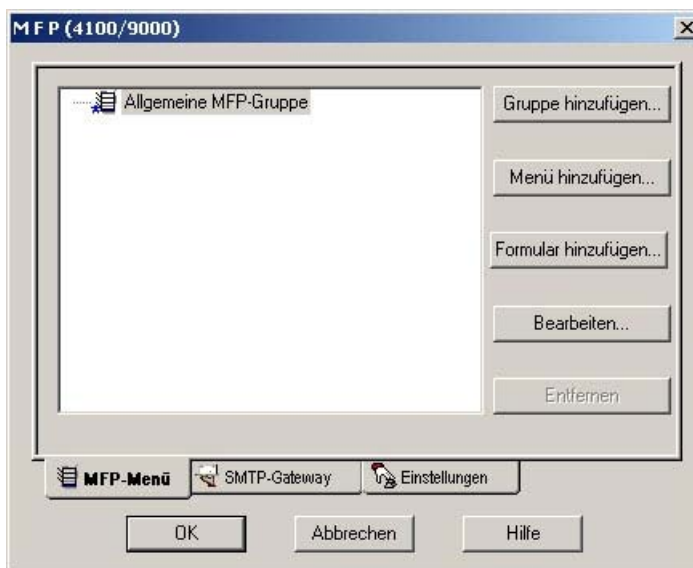 MFP (4100/9000)
Allgemeine MFP-Gruppe
Gruppe hinzufügen...
Menü hinzufügen...
Formular hinzufügen...
Bearbeiten...
Entfernen
MFP-Menü
SMTP-Gateway
Einstellungen
OK
Abbrechen
Hilfe